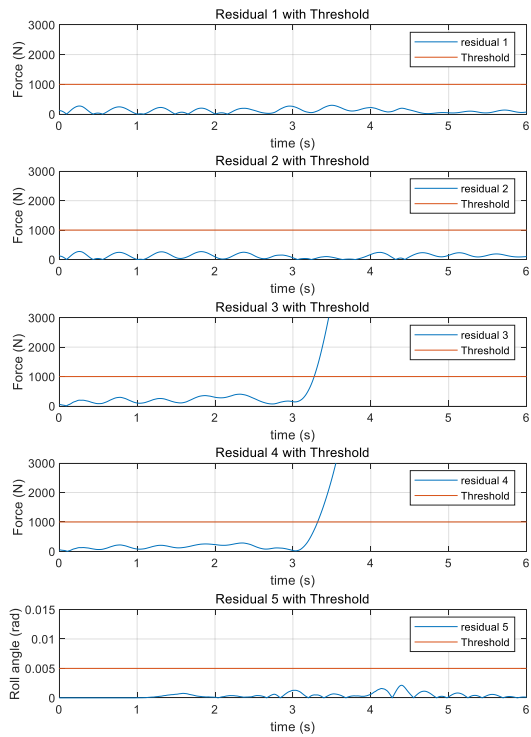 Residual 1 with Threshold
3000
2000
1000
0
Force (N)
residual 1
Threshold
0 1 2 3 4 5 6
time (s)
Residual 2 with Threshold
3000
2000
1000
0
Force (N)
residual 2
Threshold
0 1 2 3 4 5 6
time (s)
Residual 3 with Threshold
3000
2000
1000
0
Force (N)
residual 3
Threshold
0 1 2 3 4 5 6
time (s)
Residual 4 with Threshold
3000
2000
1000
0
Force (N)
residual 4
Threshold
0 1 2 3 4 5 6
time (s)
Residual 5 with Threshold
0.015
0.01
0.005
0
Roll angle (rad)
residual 5
Threshold
0 1 2 3 4 5 6
time (s)